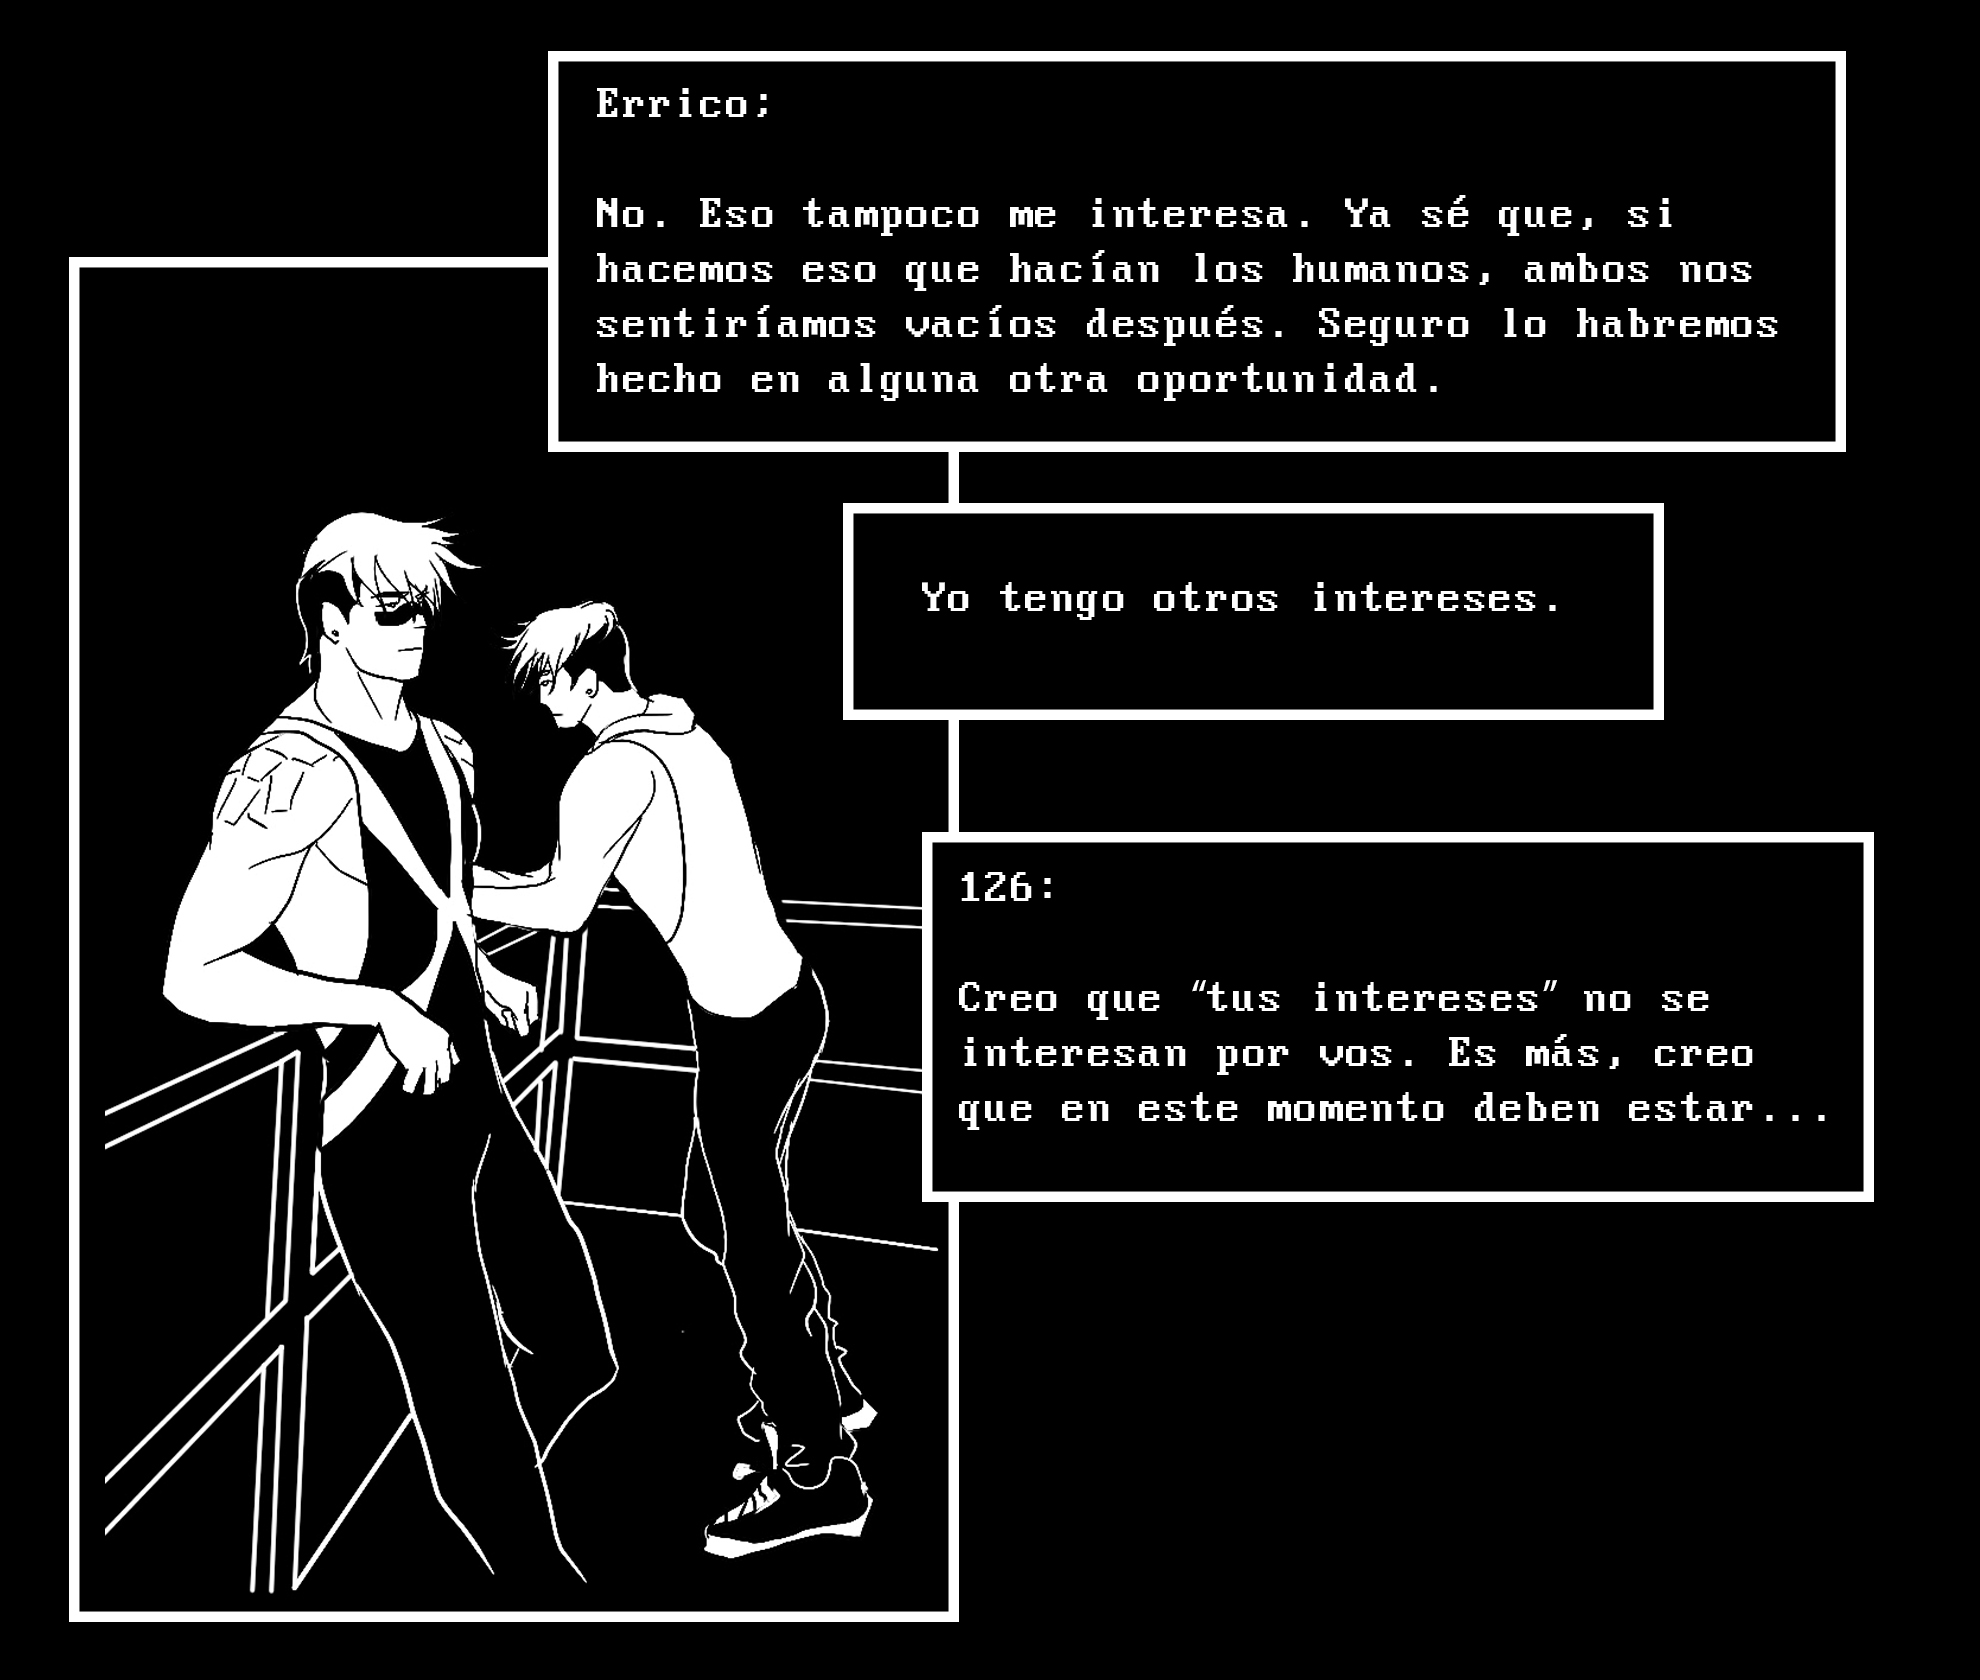 Errico;
No. Eso tampoco me interesa. Ya sé que, si
hacemos eso que hacían los humanos, ambos nos
sentiríamos vacíos después. Seguro lo habremos
hecho en alguna otra oportunidad.
Yo tengo otros intereses.
126:
Creo que “tus intereses” no se
interesan por vos. Es más, creo
que en este momento deben estar...